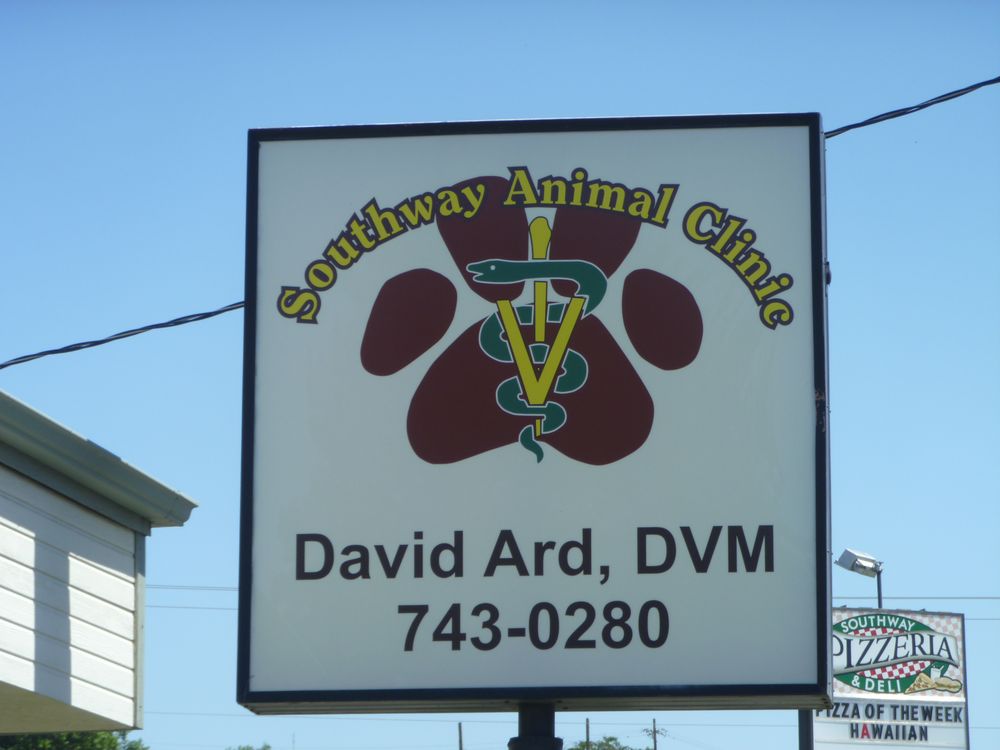 Southway Animal Clinic
V
David Ard, DVM
743-0280
SOUTHWAY
PIZZERIA
& DELI
PIZZA OF THE WEEK
HAWAIIAN